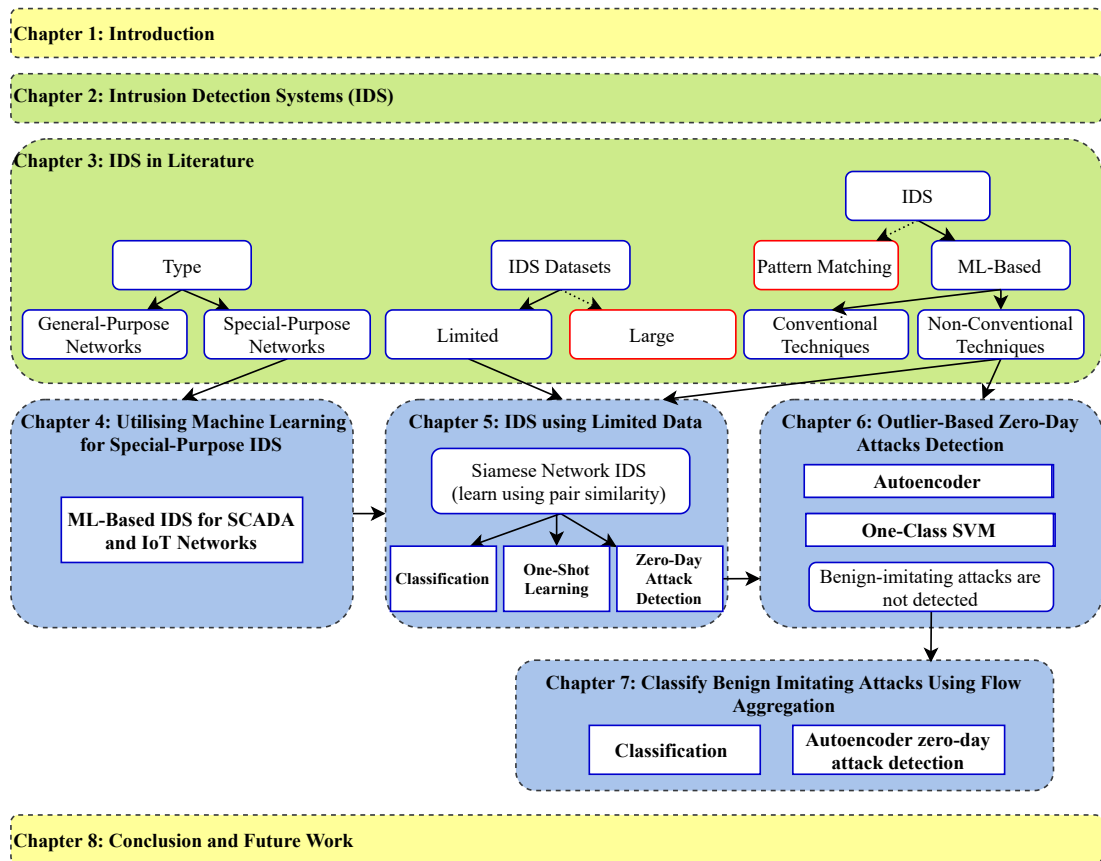 Chapter 1: Introduction
Chapter 2: Intrusion Detection Systems (IDS)
Chapter 3: IDS in Literature
IDS
Type
IDS Datasets
Pattern Matching
ML-Based
General-Purpose
Networks
Special-Purpose
Networks
Limited
Large
Conventional
Techniques
Non-Conventional
Techniques
Chapter 4: Utilising Machine Learning
for Special-Purpose IDS
ML-Based IDS for SCADA
and IoT Networks
Chapter 5: IDS using Limited Data
Siamese Network IDS
(learn using pair similarity)
Classification
One-Shot
Learning
Zero-Day
Attack
Detection
Chapter 6: Outlier-Based Zero-Day
Attacks Detection
Autoencoder
One-Class SVM
Benign-imitating attacks are
not detected
Chapter 7: Classify Benign Imitating Attacks Using Flow
Aggregation
Classification
Autoencoder zero-day
attack detection
Chapter 8: Conclusion and Future Work